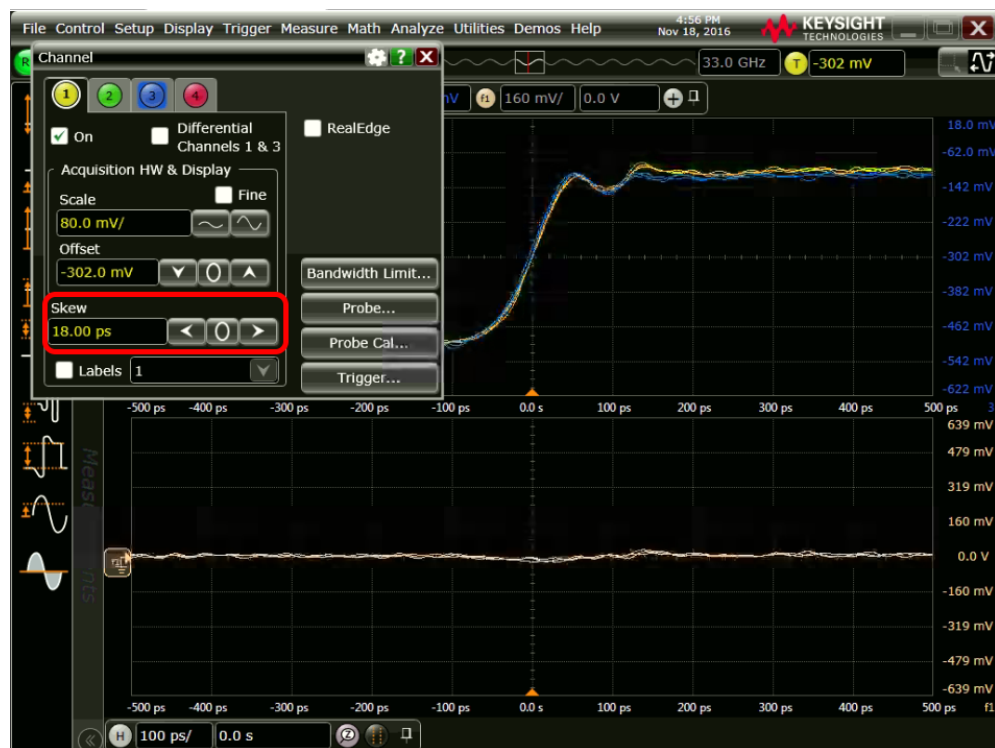 File Control Setup Display Trigger Measure Math Analyze Utilities Demos Help
4:56 PM
Nov 18, 2016
KEYSIGHT
TECHNOLOGIES
X
R
Channel
? X
33.0 GHz
T -302 mV
1 2 3 4
f1 160 mV/ 0.0 V
On
Differential
Channels 1 & 3
RealEdge
18.0 mV
Acquisition HW & Display
-62.0 mV
Scale
Fine
-142 mV
80.0 mV/
-222 mV
Offset
-302 mV
-302.0 mV
0
Bandwidth Limit...
-382 mV
Skew
Probe...
18.00 ps
0
-462 mV
Probe Cal...
-542 mV
Labels 1
Trigger...
-622 mV
-500 ps -400 ps -300 ps -200 ps -100 ps 0.0 s 100 ps 200 ps 300 ps 400 ps 500 ps 3
639 mV
479 mV
319 mV
160 mV
0.0 V
-160 mV
-319 mV
-479 mV
-639 mV
-500 ps -400 ps -300 ps -200 ps -100 ps 0.0 s 100 ps 200 ps 300 ps 400 ps 500 ps f1
H 100 ps/ 0.0 s
Z